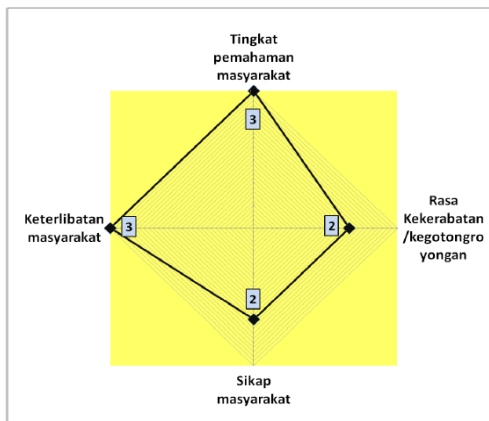 Tingkat
pemahaman
masyarakat
3
Keterlibatan
masyarakat
3
2
Rasa
Kekerabatan
/kegotongro
yongan
2
Sikap
masyarakat